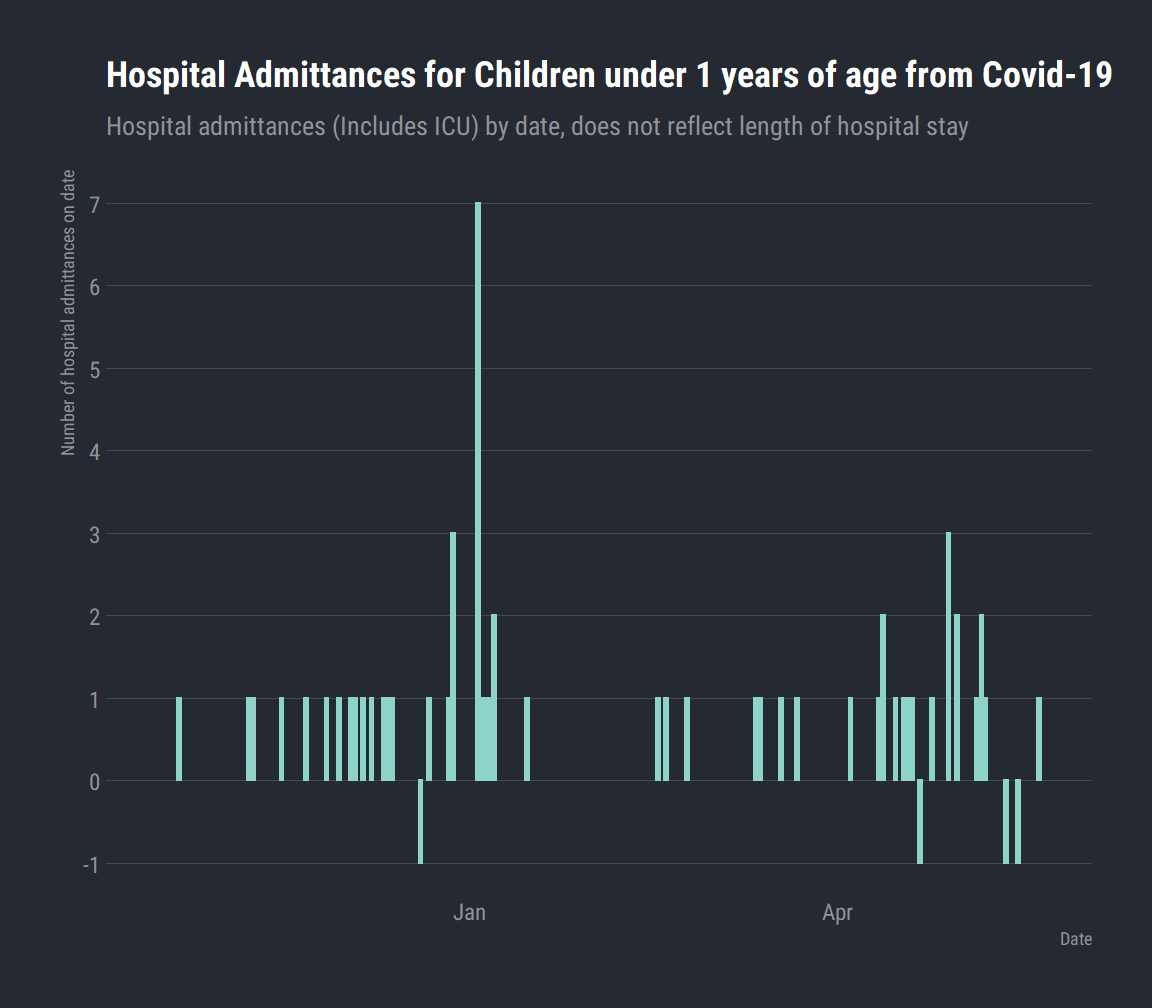 Hospital Admittances for Children under 1 years of age from Covid-19
Hospital admittances (Includes ICU) by date, does not reflect length of hospital stay
Number of hospital admittances on date
7
6
5
4
3
2
1
0
-1
Jan
Apr
Date